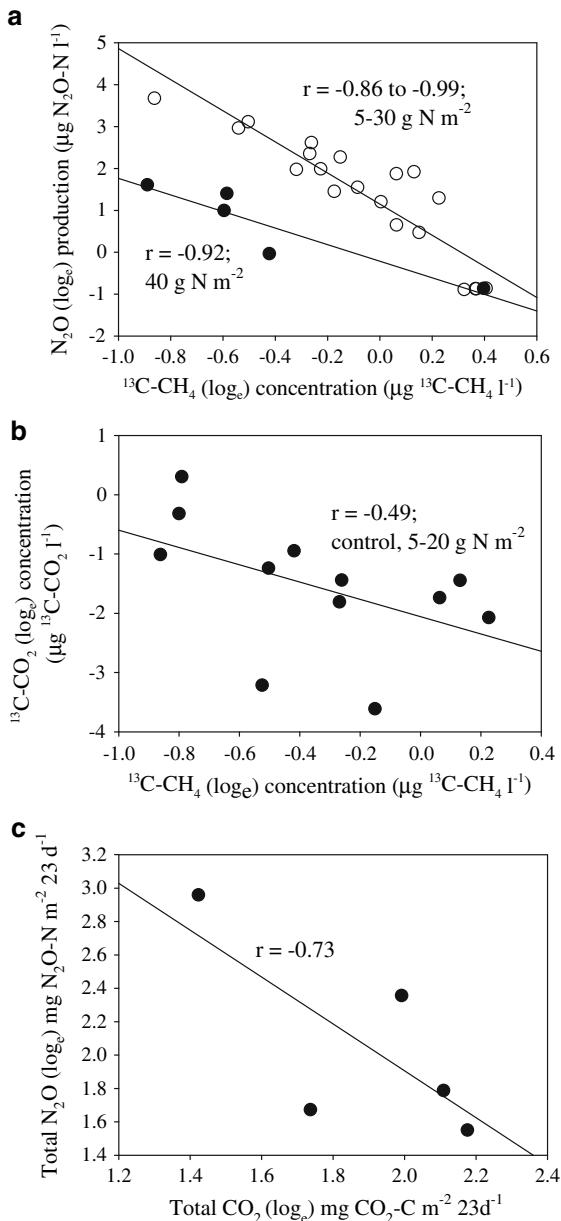 a
N₂O (logₑ) production (µg N₂O-N l⁻¹)
5
4
3
2
1
0
-1
-2
r = -0.86 to -0.99;
5-30 g N m⁻²
r = -0.92;
40 g N m⁻²
-1.0 -0.8 -0.6 -0.4 -0.2 0.0 0.2 0.4 0.6
¹³C-CH₄ (logₑ) concentration (µg ¹³C-CH₄ l⁻¹)
b
¹³C-CO₂ (logₑ) concentration
(µg ¹³C-CO₂ l⁻¹)
1
0
-1
-2
-3
-4
r = -0.49;
control, 5-20 g N m⁻²
-1.0 -0.8 -0.6 -0.4 -0.2 0.0 0.2 0.4
¹³C-CH₄ (loge) concentration (µg ¹³C-CH₄ l⁻¹)
c
Total N₂O (logₑ) mg N₂O-N m⁻² 23 d⁻¹
3.2
3.0
2.8
2.6
2.4
2.2
2.0
1.8
1.6
1.4
r = -0.73
1.2 1.4 1.6 1.8 2.0 2.2 2.4
Total CO₂ (logₑ) mg CO₂-C m⁻² 23d⁻¹